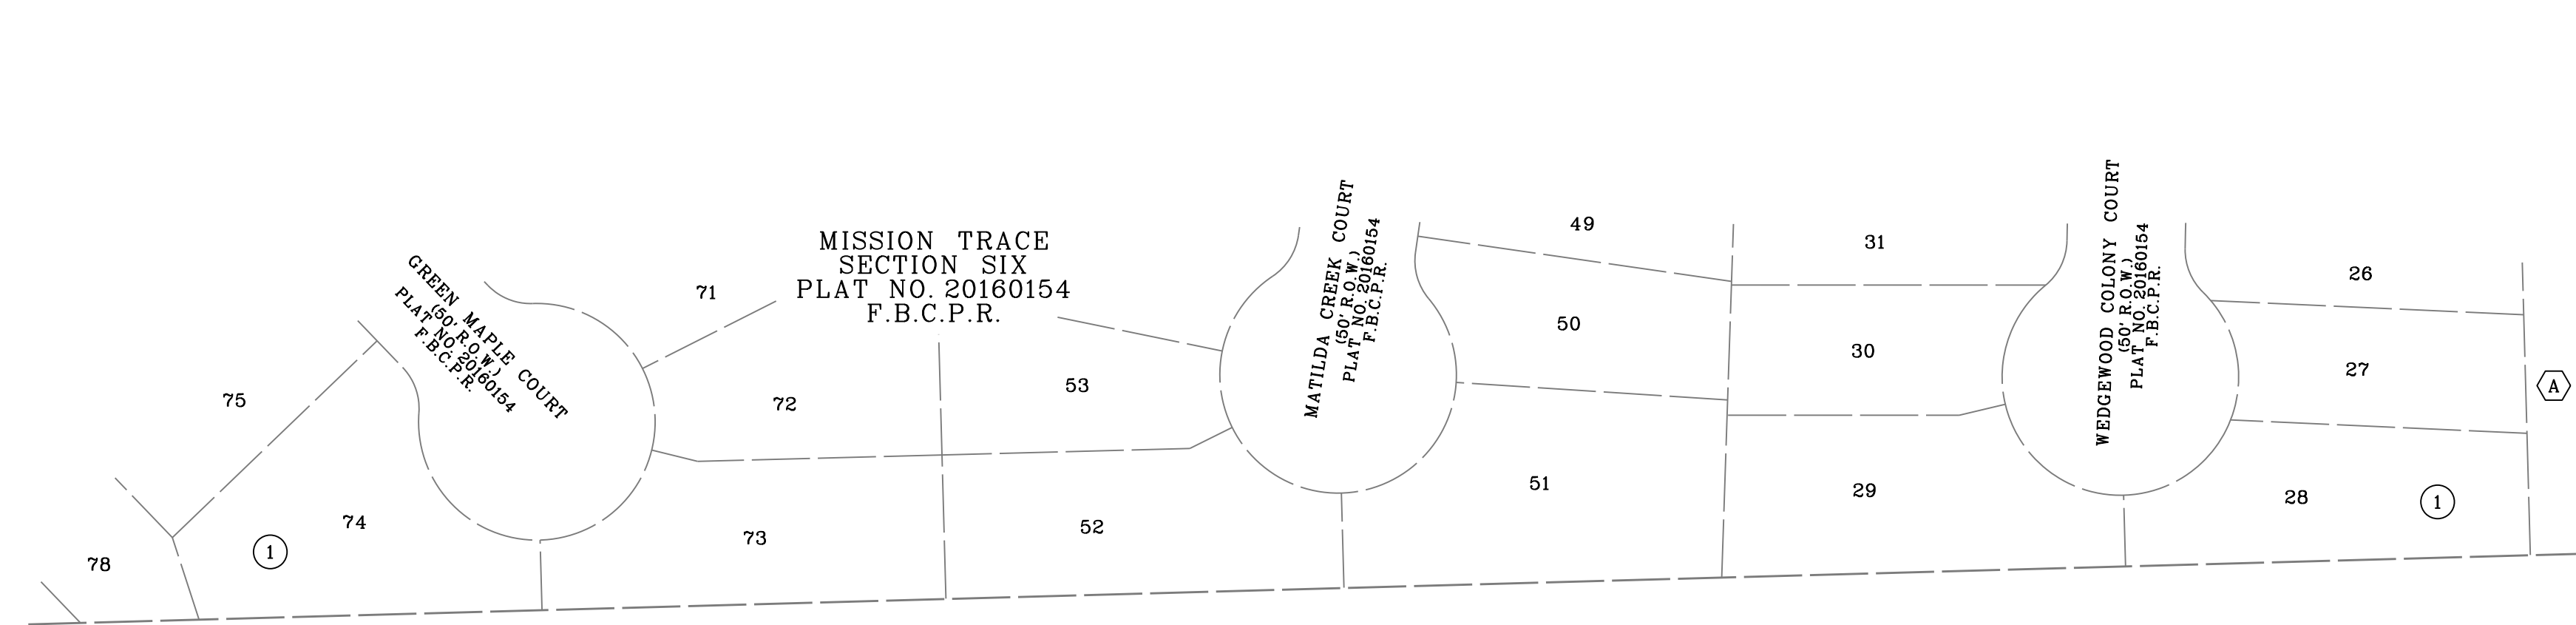 MISSION TRACE
SECTION SIX
PLAT NO. 20160154
F.B.C.P.R.
GREEN MAPLE COURT
(50' R.O.W.)
PLAT NO. 20160154
F.B.C.P.R.
MATILDA CREEK COURT
(50' R.O.W.)
PLAT NO. 20160154
F.B.C.P.R.
WEDGEWOOD COLONY COURT
(50' R.O.W.)
PLAT NO. 20160154
F.B.C.P.R.
49
31
26
71
50
30
27
A
53
72
75
51
29
28
1
74
52
73
1
78